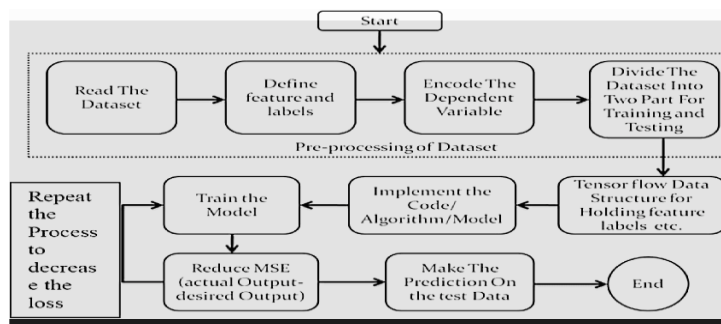 Start
Read The
Dataset
Define
feature and
labels
Encode The
Dependent
Variable
Divide The
Dataset Into
Two Part For
Training and
Testing
Pre-processing of Dataset
Tensor flow Data
Structure for
Holding feature
labels etc.
Implement the
Code/
Algorithm/Model
Train the
Model
Repeat
the
Process
to
decreas
e the
loss
Reduce MSE
(actual Output-
desired Output)
Make The
Prediction On
the test Data
End